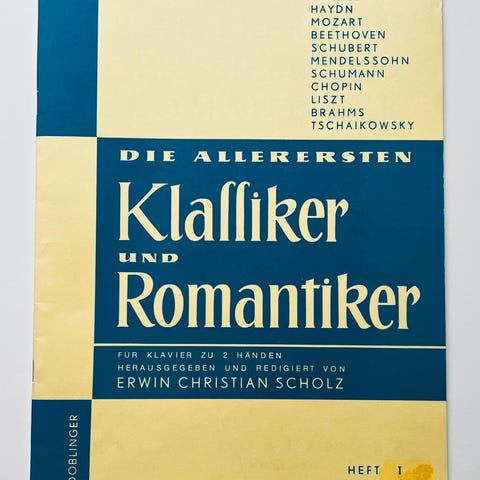 HAYDN
MOZART
BEETHOVEN
SCHUBERT
MENDELSSOHN
SCHUMANN
CHOPIN
LISZT
BRAHMS
TSCHAIKOWSKY
DIE ALLERERSTEN
Klaſſiker
UND
Romantiker
FÜR KLAVIER ZU 2 HÄNDEN
HERAUSGEGEBEN UND REDIGIERT VON
ERWIN CHRISTIAN SCHOLZ
DOBLINGER
HEFT I